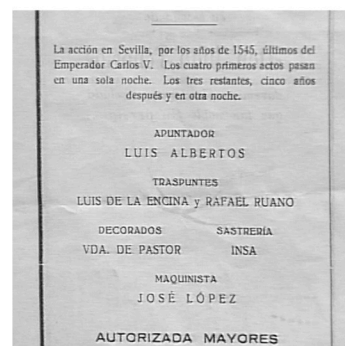 La acción en Sevilla, por los años de 1545, últimos del
Emperador Carlos V. Los cuatro primeros actos pasan
en una sola noche. Los tres restantes, cinco años
después y en otra noche.
APUNTADOR
LUIS ALBERTOS
TRASPUNTES
LUIS DE LA ENCINA y RAFAEL RUANO
DECORADOS SASTRERÍA
VDA. DE PASTOR INSA
MAQUINISTA
JOSÉ LÓPEZ
AUTORIZADA MAYORES